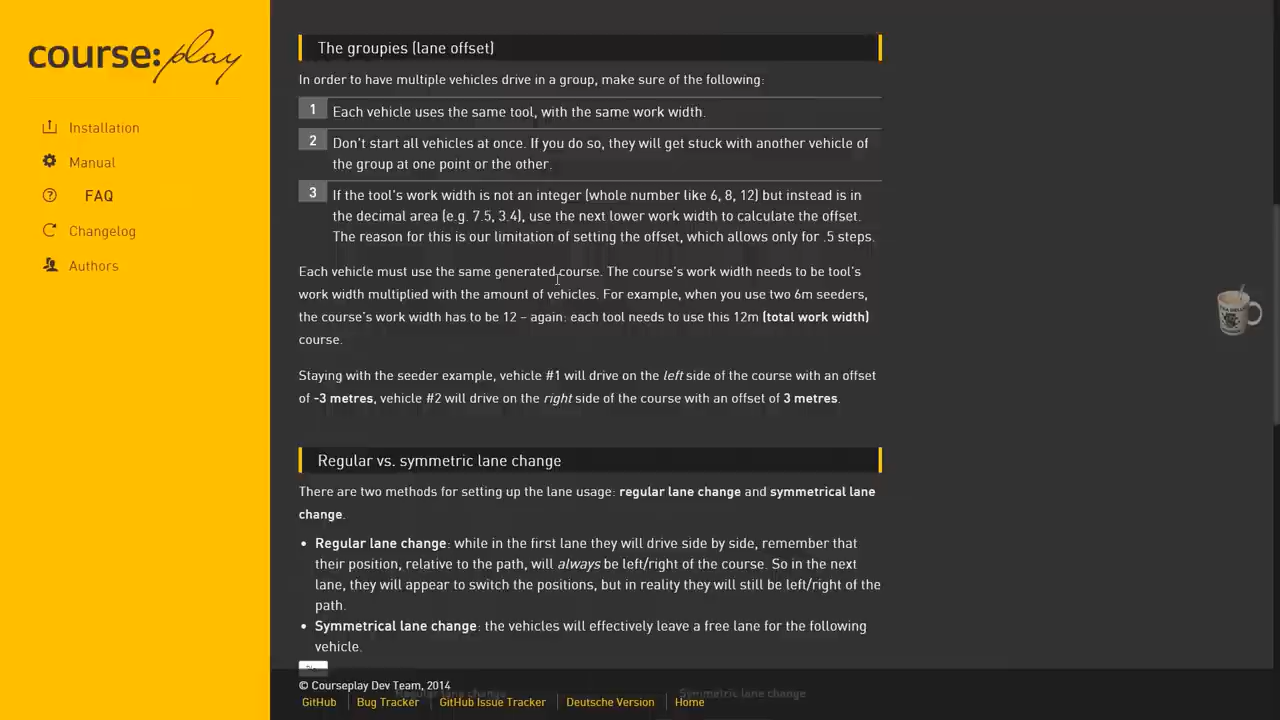 course:play
Installation
Manual
FAQ
Changelog
Authors
The groupies (lane offset)
In order to have multiple vehicles drive in a group, make sure of the following:
1 Each vehicle uses the same tool, with the same work width.
2 Don't start all vehicles at once. If you do so, they will get stuck with another vehicle of
the group at one point or the other.
3 If the tool's work width is not an integer (whole number like 6, 8, 12) but instead is in
the decimal area (e.g. 7.5, 3.4), use the next lower work width to calculate the offset.
The reason for this is our limitation of setting the offset, which allows only for .5 steps.
Each vehicle must use the same generated course. The course's work width needs to be tool's
work width multiplied with the amount of vehicles. For example, when you use two 6m seeders,
the course's work width has to be 12 – again: each tool needs to use this 12m (total work width)
course.
Staying with the seeder example, vehicle #1 will drive on the left side of the course with an offset
of -3 metres, vehicle #2 will drive on the right side of the course with an offset of 3 metres.
Regular vs. symmetric lane change
There are two methods for setting up the lane usage: regular lane change and symmetrical lane
change.
• Regular lane change: while in the first lane they will drive side by side, remember that
their position, relative to the path, will always be left/right of the course. So in the next
lane, they will appear to switch the positions, but in reality they will still be left/right of the
path.
• Symmetrical lane change: the vehicles will effectively leave a free lane for the following
vehicle.
© Courseplay Dev Team, 2014
Regular lane change
Symmetric lane change
GitHub
Bug Tracker
GitHub Issue Tracker
Deutsche Version
Home